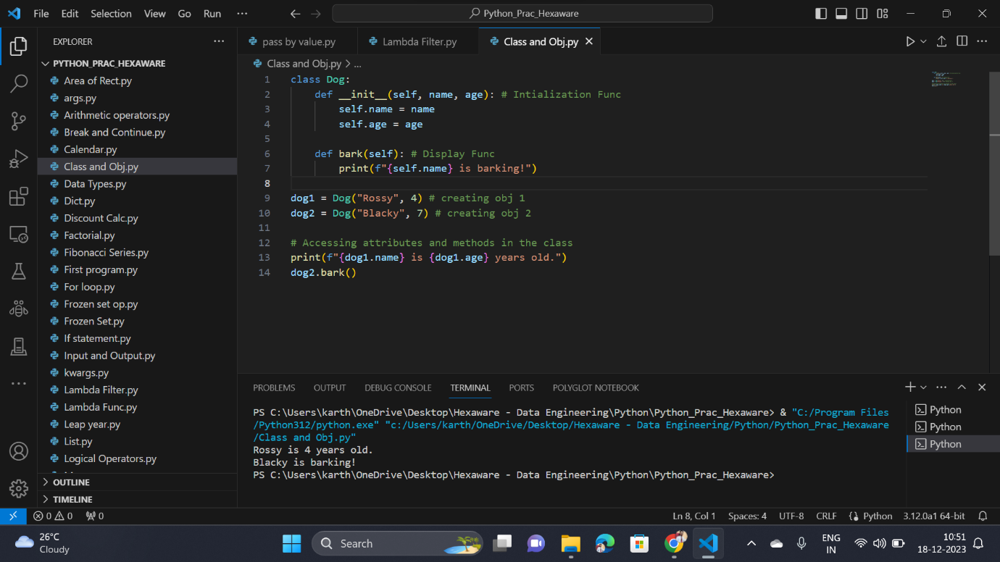 File Edit Selection View Go Run ···
Python_Prac_Hexaware
EXPLORER ···
PYTHON_PRAC_HEXAWARE
Area of Rect.py
args.py
Arithmetic operators.py
Break and Continue.py
Calendar.py
Class and Obj.py
Data Types.py
Dict.py
Discount Calc.py
Factorial.py
Fibonacci Series.py
First program.py
For loop.py
Frozen set op.py
Frozen Set.py
If statement.py
Input and Output.py
kwargs.py
Lambda Filter.py
Lambda Func.py
Leap year.py
List.py
Logical Operators.py
OUTLINE
TIMELINE
pass by value.py Lambda Filter.py Class and Obj.py
Class and Obj.py > ...
1 class Dog:
2     def __init__(self, name, age): # Intialization Func
3         self.name = name
4         self.age = age
5
6     def bark(self): # Display Func
7         print(f"{self.name} is barking!")
8
9 dog1 = Dog("Rossy", 4) # creating obj 1
10 dog2 = Dog("Blacky", 7) # creating obj 2
11
12 # Accessing attributes and methods in the class
13 print(f"{dog1.name} is {dog1.age} years old.")
14 dog2.bark()
PROBLEMS OUTPUT DEBUG CONSOLE TERMINAL PORTS POLYGLOT NOTEBOOK
PS C:\Users\karth\OneDrive\Desktop\Hexaware - Data Engineering\Python\Python_Prac_Hexaware> & "C:/Program Files
/Python312/python.exe" "c:/Users/karth/OneDrive/Desktop/Hexaware - Data Engineering/Python/Python_Prac_Hexaware
/Class and Obj.py"
Rossy is 4 years old.
Blacky is barking!
PS C:\Users\karth\OneDrive\Desktop\Hexaware - Data Engineering\Python\Python_Prac_Hexaware>
Python
Python
Python
0 0 0 Ln 8, Col 1 Spaces: 4 UTF-8 CRLF Python 3.12.0a1 64-bit
26°C
Cloudy
Search
ENG
IN
10:51
18-12-2023